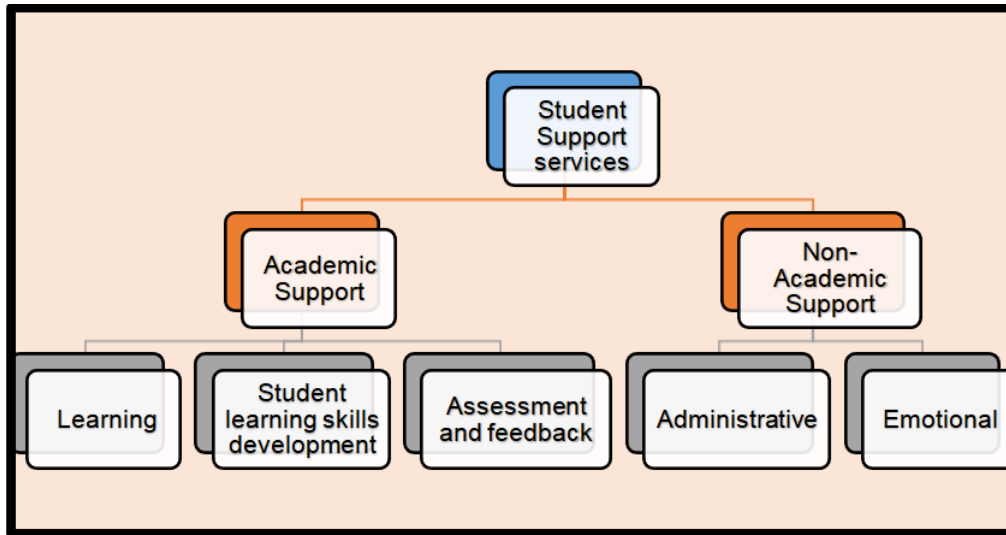 Student
Support
services
Academic
Support
Non-
Academic
Support
Learning
Student
learning skills
development
Assessment
and feedback
Administrative
Emotional